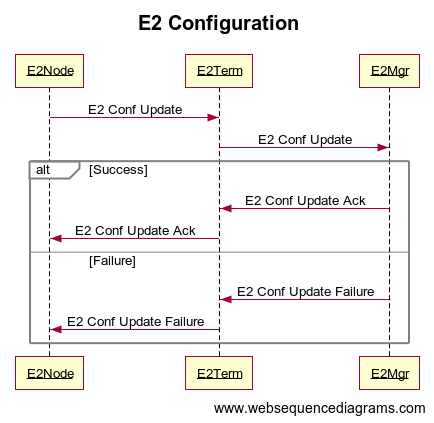 E2 Configuration
E2Node E2Term E2Mgr
E2 Conf Update
E2 Conf Update
alt [Success]
E2 Conf Update Ack
E2 Conf Update Ack
[Failure]
E2 Conf Update Failure
E2 Conf Update Failure
E2Node E2Term E2Mgr
www.websequencediagrams.com